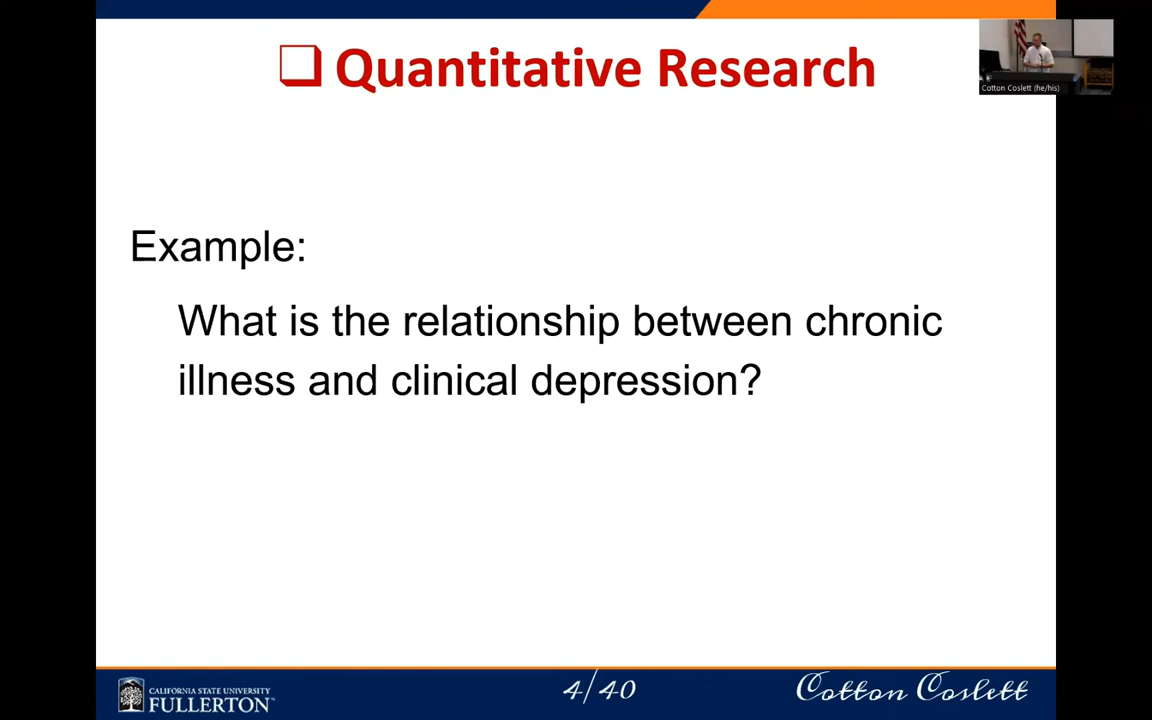 ❑ Quantitative Research
Cotton Coslett (he/his)
Example:
What is the relationship between chronic
illness and clinical depression?
CALIFORNIA STATE UNIVERSITY
FULLERTON™
4/40
Cotton Coslett